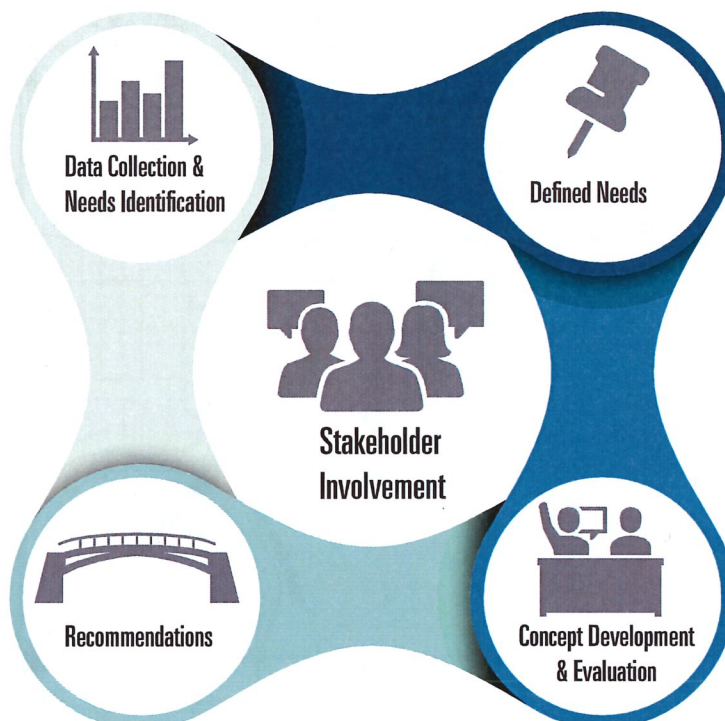 Data Collection &
Needs Identification
Defined Needs
Stakeholder
Involvement
Recommendations
Concept Development
& Evaluation